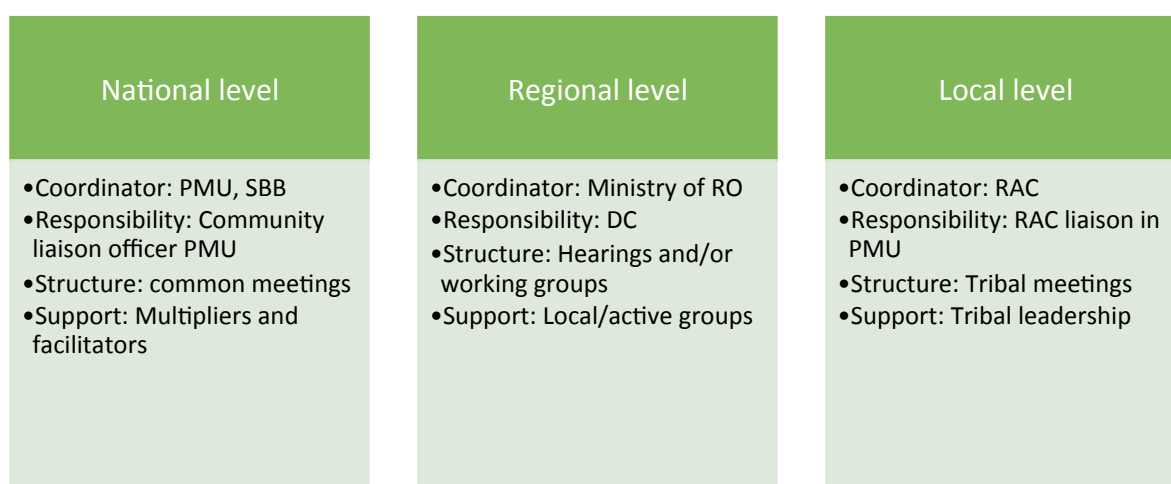 National level
•Coordinator: PMU, SBB
•Responsibility: Community
liaison officer PMU
•Structure: common meetings
•Support: Multipliers and
facilitators
Regional level
•Coordinator: Ministry of RO
•Responsibility: DC
•Structure: Hearings and/or
working groups
•Support: Local/active groups
Local level
•Coordinator: RAC
•Responsibility: RAC liaison in
PMU
•Structure: Tribal meetings
•Support: Tribal leadership